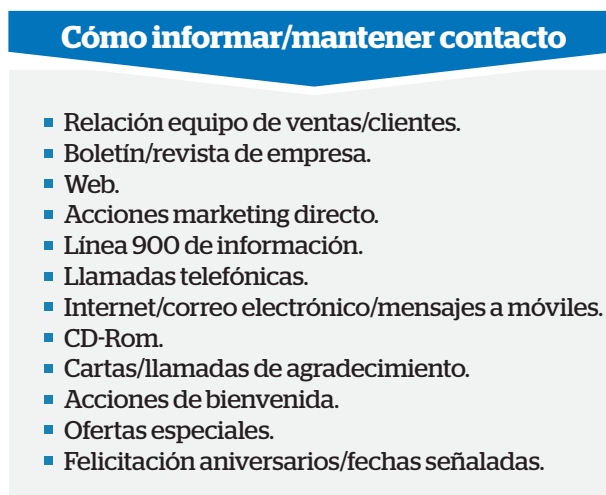 Cómo informar/mantener contacto
▪ Relación equipo de ventas/clientes.
▪ Boletín/revista de empresa.
▪ Web.
▪ Acciones marketing directo.
▪ Línea 900 de información.
▪ Llamadas telefónicas.
▪ Internet/correo electrónico/mensajes a móviles.
▪ CD-Rom.
▪ Cartas/llamadas de agradecimiento.
▪ Acciones de bienvenida.
▪ Ofertas especiales.
▪ Felicitación aniversarios/fechas señaladas.